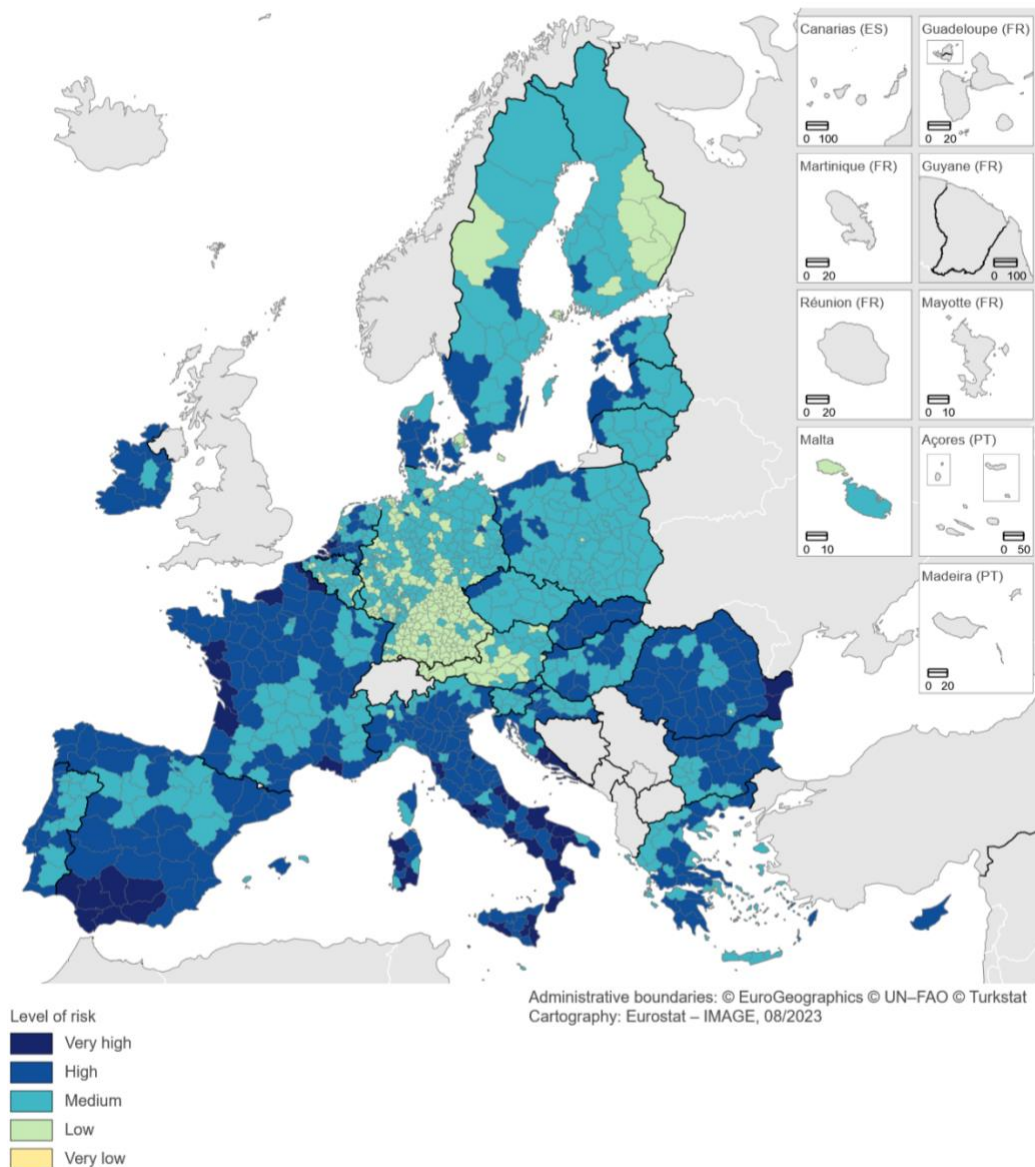 Canarias (ES)
0 100
Guadeloupe (FR)
0 20
Martinique (FR)
0 20
Guyane (FR)
0 100
Réunion (FR)
0 20
Mayotte (FR)
0 10
Malta
0 10
Açores (PT)
0 50
Madeira (PT)
0 20
Administrative boundaries: © EuroGeographics © UN–FAO © Turkstat
Cartography: Eurostat – IMAGE, 08/2023
Level of risk
Very high
High
Medium
Low
Very low